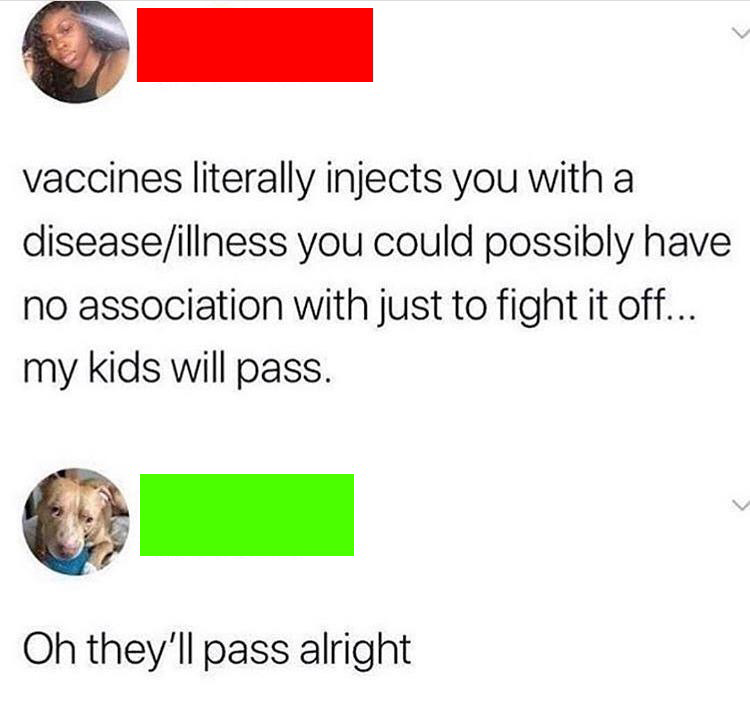 vaccines literally injects you with a
disease/illness you could possibly have
no association with just to fight it off...
my kids will pass.
Oh they'll pass alright